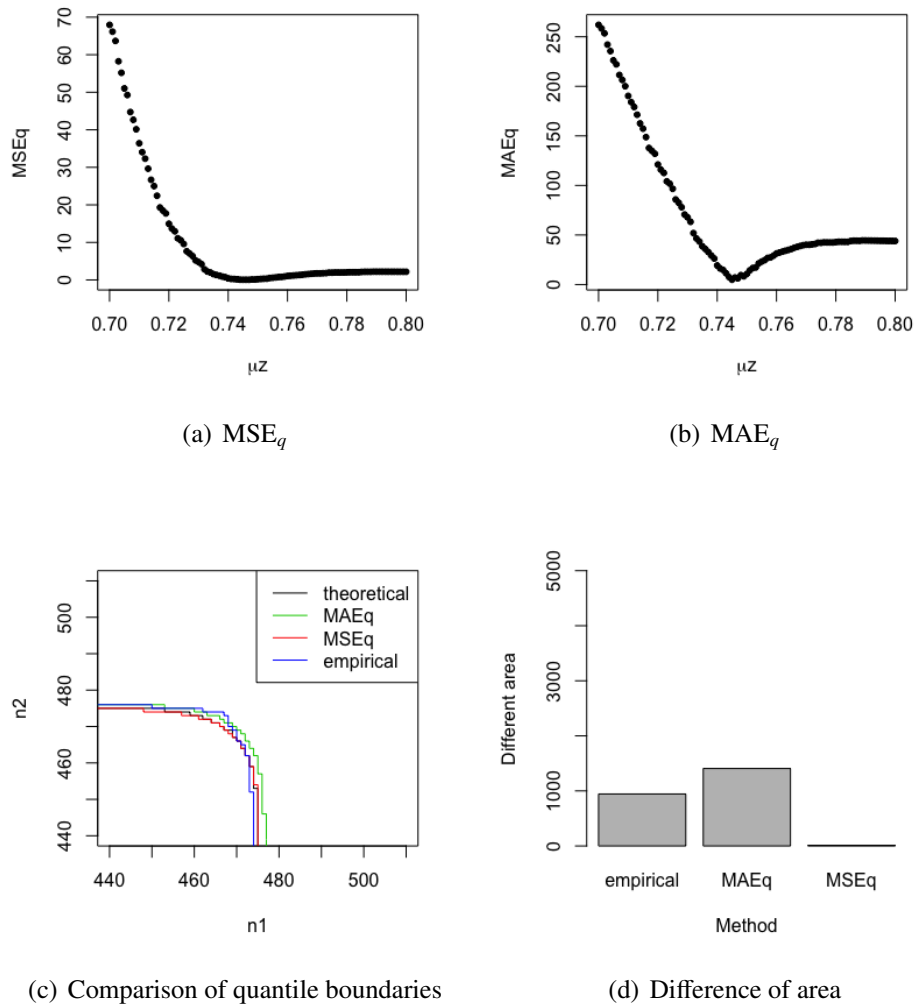 MSEq
70
60
50
40
30
20
10
0
0.70 0.72 0.74 0.76 0.78 0.80
μz
(a) MSEq
MAEq
250
200
150
100
50
0
0.70 0.72 0.74 0.76 0.78 0.80
μz
(b) MAEq
n2
500
480
460
440
theoretical
MAEq
MSEq
empirical
440 460 480 500
n1
(c) Comparison of quantile boundaries
Different area
5000
3000
1000
0
empirical MAEq MSEq
Method
(d) Difference of area